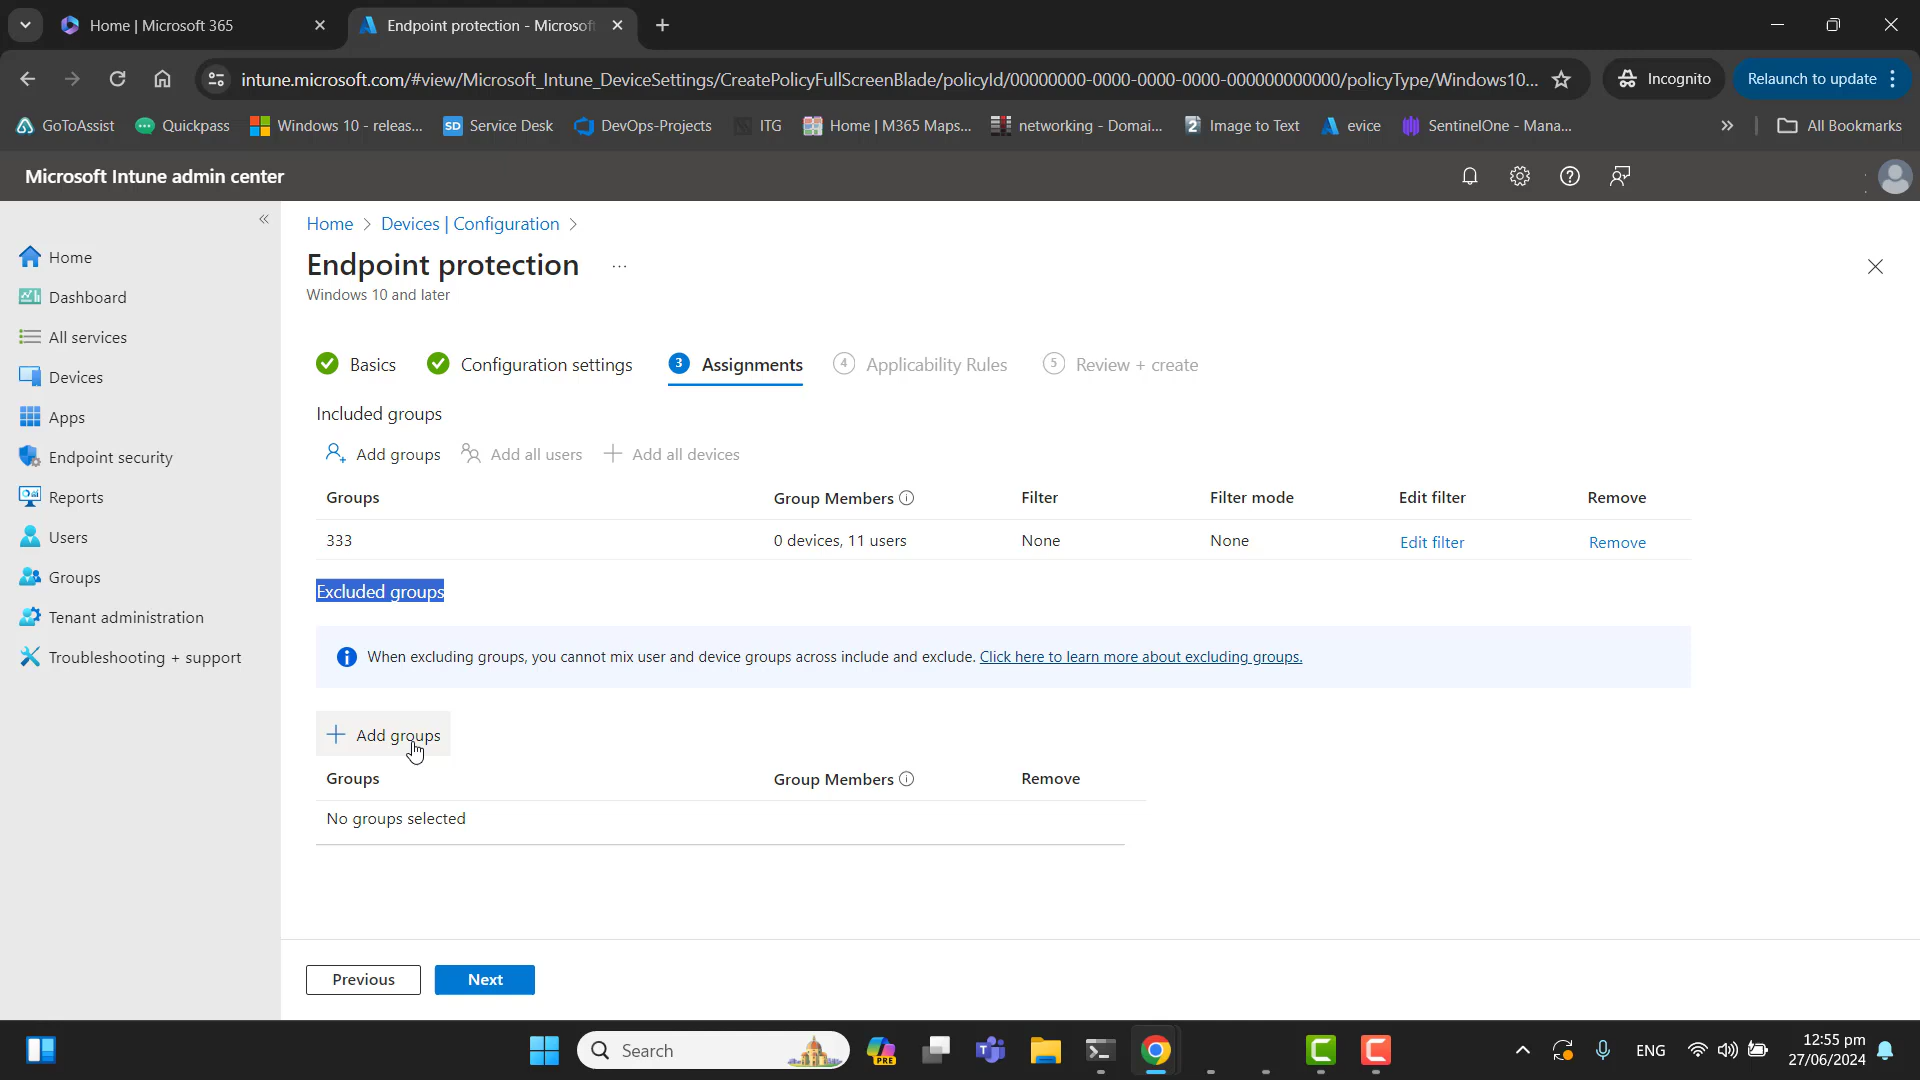 Home | Microsoft 365
Endpoint protection - Microsof
intune.microsoft.com/#view/Microsoft_Intune_DeviceSettings/CreatePolicyFullScreenBlade/policyId/00000000-0000-0000-0000-000000000000/policyType/Windows10...
Incognito
Relaunch to update
GoToAssist
Quickpass
Windows 10 - releas...
SD Service Desk
DevOps-Projects
ITG
Home | M365 Maps...
networking - Domai...
Image to Text
evice
SentinelOne - Mana...
All Bookmarks
Microsoft Intune admin center
Home
Dashboard
All services
Devices
Apps
Endpoint security
Reports
Users
Groups
Tenant administration
Troubleshooting + support
Home > Devices | Configuration >
Endpoint protection ...
Windows 10 and later
Basics
Configuration settings
3 Assignments
4 Applicability Rules
5 Review + create
Included groups
Add groups
Add all users
Add all devices
Groups Group Members Filter Filter mode Edit filter Remove
333 0 devices, 11 users None None Edit filter Remove
Excluded groups
When excluding groups, you cannot mix user and device groups across include and exclude. Click here to learn more about excluding groups.
Add groups
Groups Group Members Remove
No groups selected
Previous
Next
Search
PRE
ENG
12:55 pm
27/06/2024